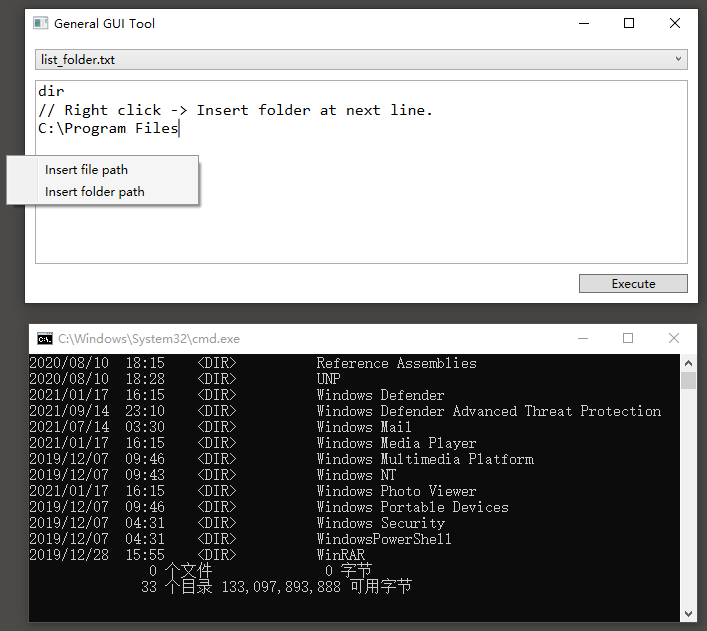 General GUI Tool
list_folder.txt
dir
// Right click -> Insert folder at next line.
C:\Program Files
Insert file path
Insert folder path
Execute
C:\Windows\System32\cmd.exe
2020/08/10  18:15    <DIR>          Reference Assemblies
2020/08/10  18:28    <DIR>          UNP
2021/01/17  16:15    <DIR>          Windows Defender
2021/09/14  23:10    <DIR>          Windows Defender Advanced Threat Protection
2021/07/14  03:30    <DIR>          Windows Mail
2021/01/17  16:15    <DIR>          Windows Media Player
2019/12/07  09:46    <DIR>          Windows Multimedia Platform
2019/12/07  09:43    <DIR>          Windows NT
2021/01/17  16:15    <DIR>          Windows Photo Viewer
2019/12/07  09:46    <DIR>          Windows Portable Devices
2019/12/07  04:31    <DIR>          Windows Security
2019/12/07  04:31    <DIR>          WindowsPowerShell
2019/12/28  15:55    <DIR>          WinRAR
0 个文件              0 字节
33 个目录 133,097,893,888 可用字节